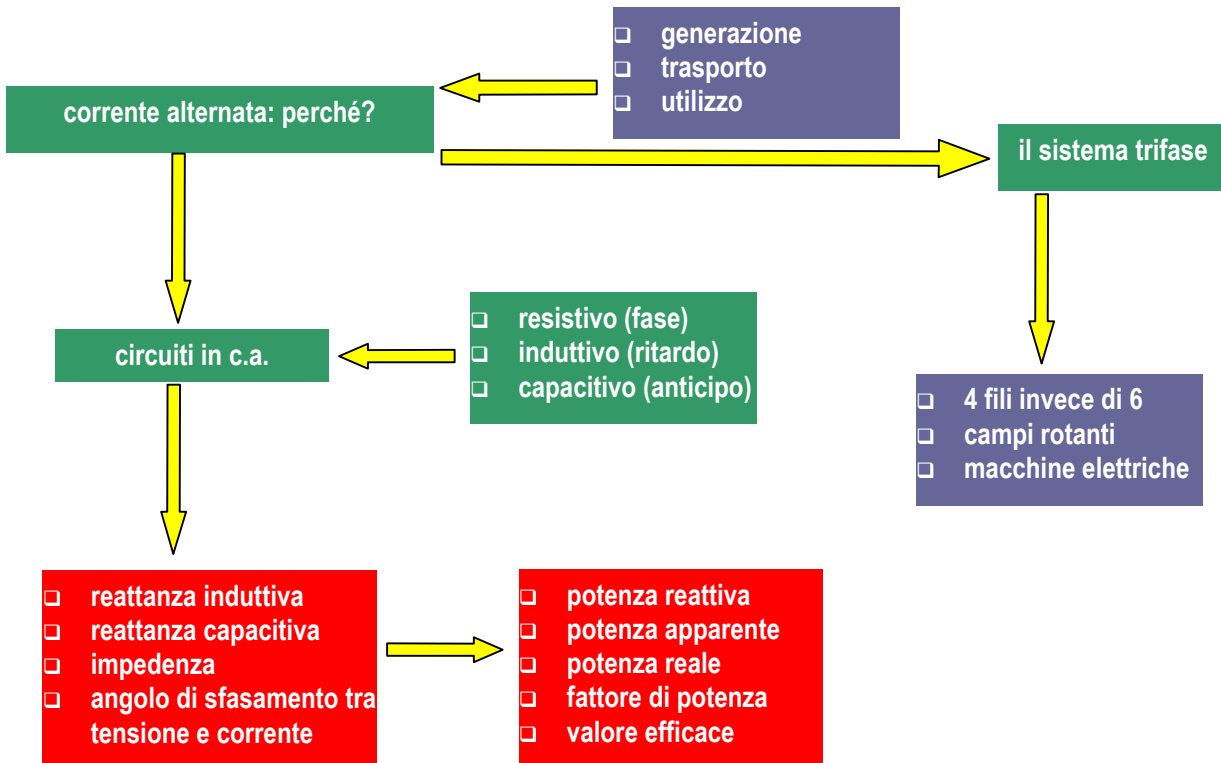 generazione
trasporto
utilizzo
corrente alternata: perché?
il sistema trifase
resistivo (fase)
induttivo (ritardo)
capacitivo (anticipo)
circuiti in c.a.
4 fili invece di 6
campi rotanti
macchine elettriche
reattanza induttiva
reattanza capacitiva
impedenza
angolo di sfasamento tra
tensione e corrente
potenza reattiva
potenza apparente
potenza reale
fattore di potenza
valore efficace